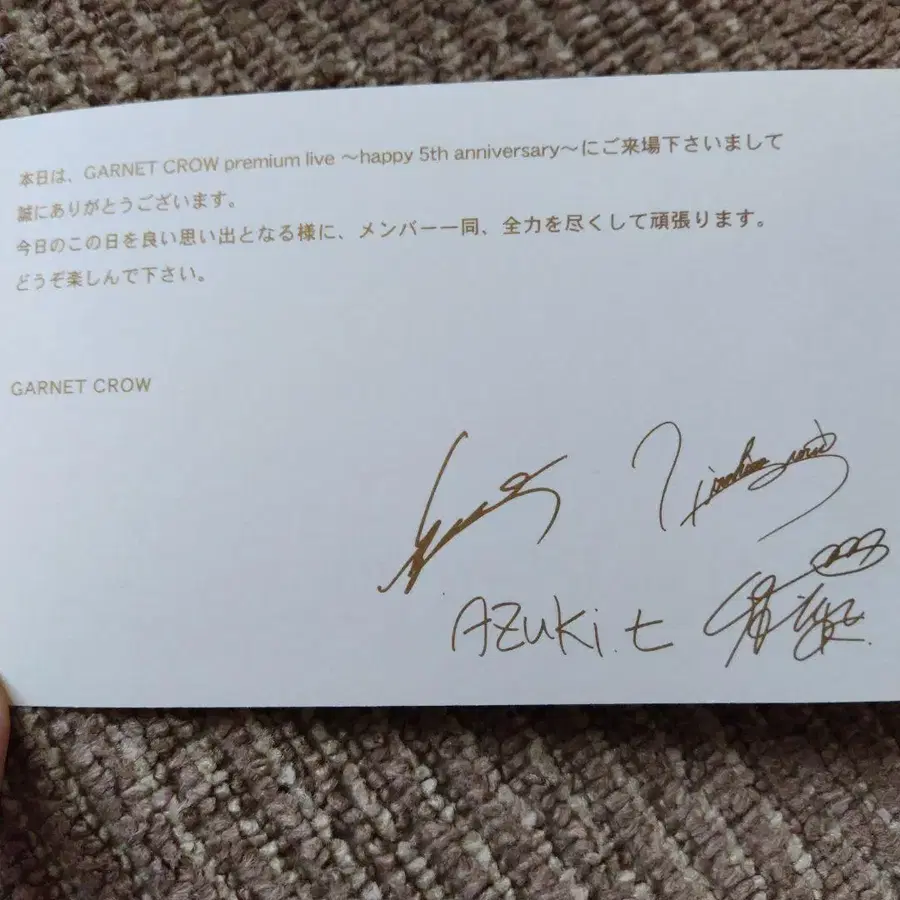 本日は、GARNET CROW premium live 〜happy 5th anniversary〜にご来場下さいまして
誠にありがとうございます。
今日のこの日を良い思い出となる様に、メンバー一同、全力を尽くして頑張ります。
どうぞ楽しんで下さい。
GARNET CROW
AZUKi.t